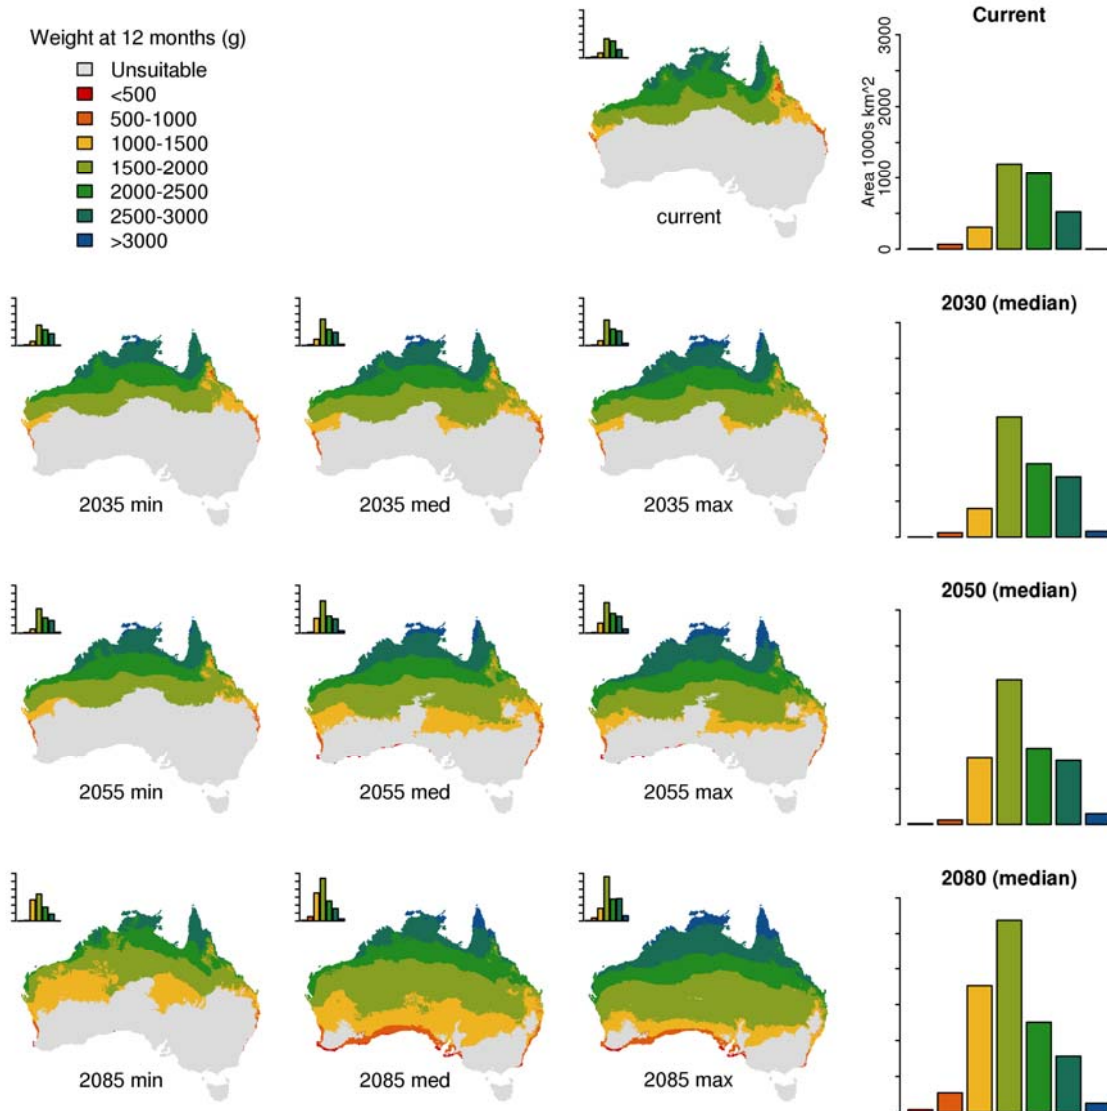 Weight at 12 months (g)
Unsuitable
<500
500-1000
1000-1500
1500-2000
2000-2500
2500-3000
>3000
current
Current
Area 1000s km^2
3000
2000
1000
0
2035 min
2035 med
2035 max
2030 (median)
2055 min
2055 med
2055 max
2050 (median)
2085 min
2085 med
2085 max
2080 (median)